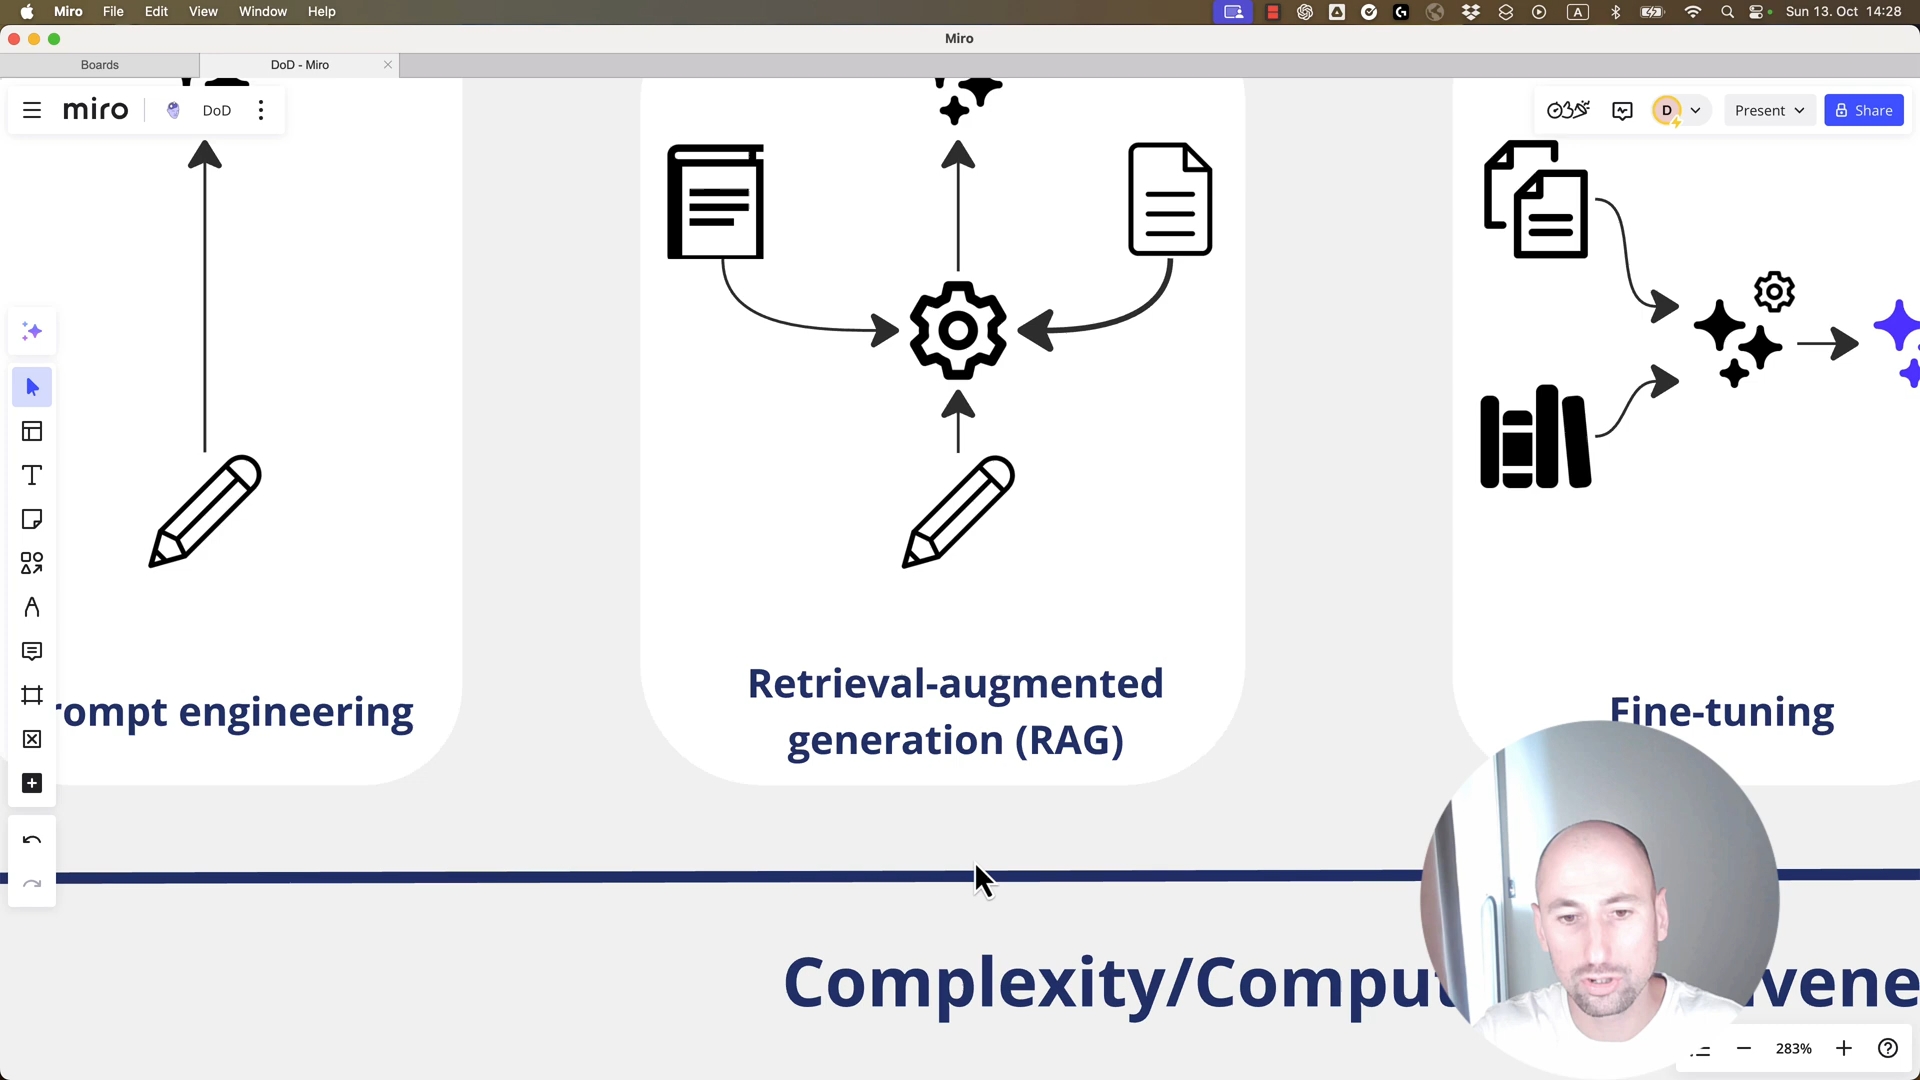 Miro File Edit View Window Help
A Sun 13. Oct 14:28
Miro
Boards
DoD - Miro
miro DoD
D Present Share
rompt engineering
Retrieval-augmented
generation (RAG)
Fine-tuning
Complexity/Comput vene
283%